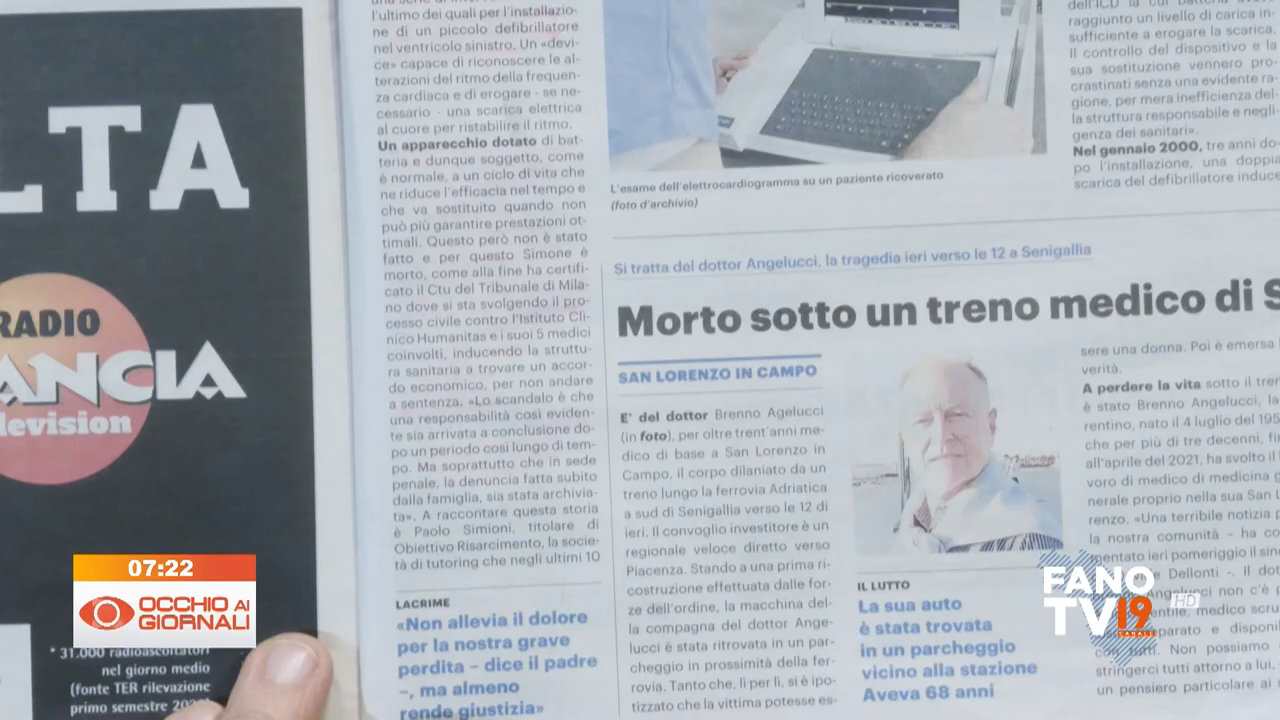 LTA
RADIO
ANCIA
levision
07:22
OCCHIO AI
GIORNALI
* 31.000 radioascoltatori
nel giorno medio
(fonte TER rilevazione
primo semestre
l'ultimo dei quali per l'installazio-
ne di un piccolo defibrillatore
nel ventricolo sinistro. Un «devi-
ce» capace di riconoscere le al-
terazioni del ritmo della frequen-
za cardiaca e di erogare - se ne-
cessario - una scarica elettrica
al cuore per ristabilire il ritmo.
Un apparecchio dotato di bat-
teria e dunque soggetto, come
è normale, a un ciclo di vita che
ne riduce l'efficacia nel tempo e
che va sostituito quando non
può più garantire prestazioni ot-
timali. Questo però non è stato
fatto e per questo Simone è
morto, come alla fine ha certifi-
cato il Ctu del Tribunale di Mila-
no dove si sta svolgendo il pro-
cesso civile contro l'Istituto Cli-
nico Humanitas e i suoi 5 medici
coinvolti, inducendo la struttu-
ra sanitaria a trovare un accor-
do economico, per non andare
a sentenza. «Lo scandalo è che
una responsabilità così eviden-
te sia arrivata a conclusione do-
po un periodo così lungo di tem-
po. Ma soprattutto che in sede
penale, la denuncia fatta subito
dalla famiglia, sia stata archivia-
ta». A raccontare questa storia
è Paolo Simioni, titolare di
Obiettivo Risarcimento, la socie-
tà di tutoring che negli ultimi 10
LACRIME
«Non allevia il dolore
per la nostra grave
perdita – dice il padre
–, ma almeno
rende giustizia»
L'esame dell'elettrocardiogramma su un paziente ricoverato
(foto d'archivio)
dell'ICD la cui batteria
raggiunto un livello di carica in-
sufficiente a erogare la scarica.
Il controllo del dispositivo e la
sua sostituzione vennero pro-
crastinati senza una evidente ra-
gione, per mera inefficienza del-
la struttura responsabile e negli-
genza dei sanitari».
Nel gennaio 2000, tre anni do-
po l'installazione, una doppia
scarica del defibrillatore induce
Si tratta del dottor Angelucci, la tragedia ieri verso le 12 a Senigallia
Morto sotto un treno medico di S
SAN LORENZO IN CAMPO
E' del dottor Brenno Agelucci
(in foto), per oltre trent'anni me-
dico di base a San Lorenzo in
Campo, il corpo dilaniato da un
treno lungo la ferrovia Adriatica
a sud di Senigallia verso le 12 di
ieri. Il convoglio investitore è un
regionale veloce diretto verso
Piacenza. Stando a una prima ri-
costruzione effettuata dalle for-
ze dell'ordine, la macchina del-
la compagna del dottor Ange-
lucci è stata ritrovata in un par-
cheggio in prossimità della fer-
rovia. Tanto che, lì per lì, si è ipo-
tizzato che la vittima potesse es-
IL LUTTO
La sua auto
è stata trovata
in un parcheggio
vicino alla stazione
Aveva 68 anni
sere una donna. Poi è emersa
verità.
A perdere la vita sotto il tren
è stato Brenno Angelucci, la
rentino, nato il 4 luglio del 195
che per più di tre decenni, fin
all'aprile del 2021, ha svolto il
voro di medico di medicina g
nerale proprio nella sua San L
renzo. «Una terribile notizia p
la nostra comunità – ha co
mentato ieri pomeriggio il sin
Dellonti -. Il dot
Angelucci non c'è
medico scru
eparato e disponi
Non possiamo
stringerci tutti attorno a lui,
un pensiero particolare ai
FANO
TV 19
CANALE
HD